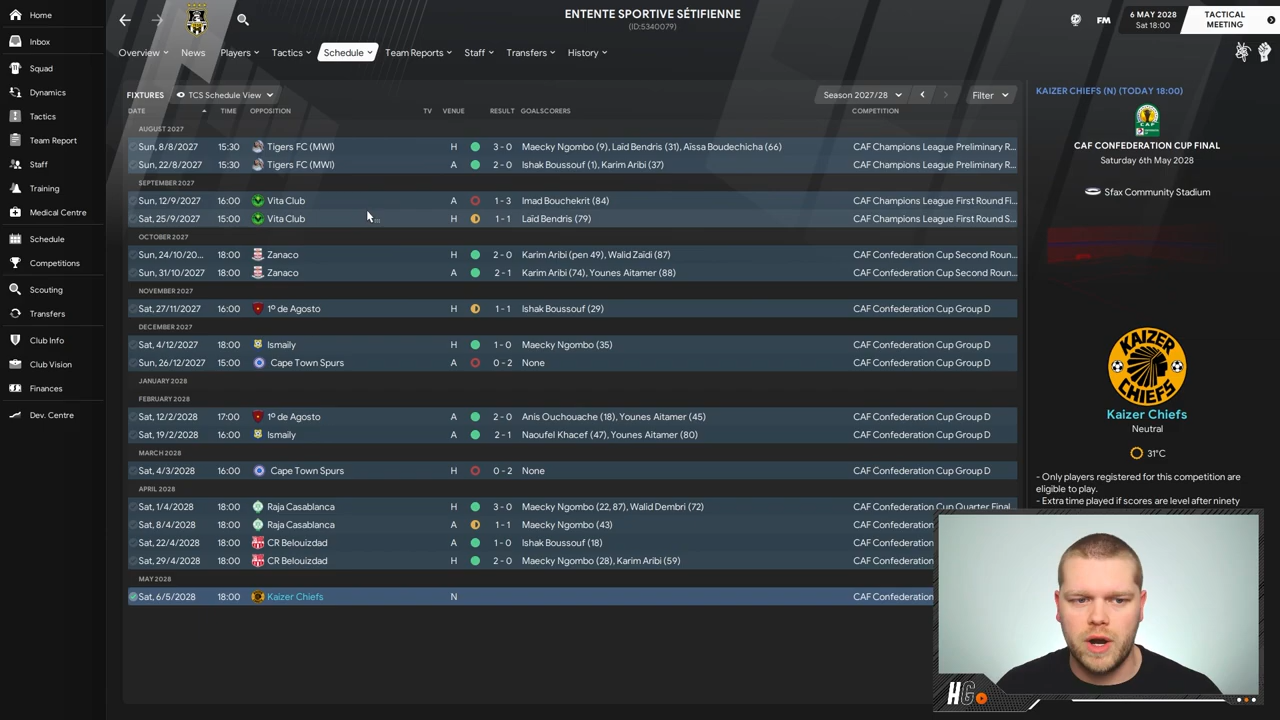 ENTENTE SPORTIVE SÉTIFIENNE
(ID:5340079)
FM
6 MAY 2028
Sat 18:00
TACTICAL
MEETING
Overview
News
Players
Tactics
Schedule
Team Reports
Staff
Transfers
History
Home
Inbox
Squad
Dynamics
Tactics
Team Report
Staff
Training
Medical Centre
Schedule
Competitions
Scouting
Transfers
Club Info
Club Vision
Finances
Dev. Centre
FIXTURES
TCS Schedule View
Season 2027/28
Filter
DATE TIME OPPOSITION TV VENUE RESULT GOALSCORERS COMPETITION
AUGUST 2027
Sun, 8/8/2027 15:30 Tigers FC (MWI) H 3 - 0 Maecky Ngombo (9), Laïd Bendris (31), Aïssa Boudechicha (66) CAF Champions League Preliminary R...
Sun, 22/8/2027 15:30 Tigers FC (MWI) A 2 - 0 Ishak Boussouf (1), Karim Aribi (37) CAF Champions League Preliminary R...
SEPTEMBER 2027
Sun, 12/9/2027 16:00 Vita Club A 1 - 3 Imad Bouchekrit (84) CAF Champions League First Round Fi...
Sat, 25/9/2027 15:00 Vita Club H 1 - 1 Laïd Bendris (79) CAF Champions League First Round S...
OCTOBER 2027
Sun, 24/10/20... 18:00 Zanaco H 2 - 0 Karim Aribi (pen 49), Walid Zaïdi (87) CAF Confederation Cup Second Roun...
Sun, 31/10/2027 18:00 Zanaco A 2 - 1 Karim Aribi (74), Younes Aitamer (88) CAF Confederation Cup Second Roun...
NOVEMBER 2027
Sat, 27/11/2027 16:00 1º de Agosto H 1 - 1 Ishak Boussouf (29) CAF Confederation Cup Group D
DECEMBER 2027
Sat, 4/12/2027 18:00 Ismaily H 1 - 0 Maecky Ngombo (35) CAF Confederation Cup Group D
Sun, 26/12/2027 15:00 Cape Town Spurs A 0 - 2 None CAF Confederation Cup Group D
JANUARY 2028
FEBRUARY 2028
Sat, 12/2/2028 17:00 1º de Agosto A 2 - 0 Anis Ouchouache (18), Younes Aitamer (45) CAF Confederation Cup Group D
Sat, 19/2/2028 16:00 Ismaily A 2 - 1 Naoufel Khacef (47), Younes Aitamer (80) CAF Confederation Cup Group D
MARCH 2028
Sat, 4/3/2028 16:00 Cape Town Spurs H 0 - 2 None CAF Confederation Cup Group D
APRIL 2028
Sat, 1/4/2028 18:00 Raja Casablanca H 3 - 0 Maecky Ngombo (22, 87), Walid Dembri (72) CAF Confederation Cup Quarter Final
Sat, 8/4/2028 18:00 Raja Casablanca A 1 - 1 Maecky Ngombo (43) CAF Confederation
Sat, 22/4/2028 18:00 CR Belouizdad A 1 - 0 Ishak Boussouf (18) CAF Confederation
Sat, 29/4/2028 18:00 CR Belouizdad H 2 - 0 Maecky Ngombo (28), Karim Aribi (59) CAF Confederation
MAY 2028
Sat, 6/5/2028 18:00 Kaizer Chiefs N CAF Confederation
KAIZER CHIEFS (N) (TODAY 18:00)
CAF
CAF CONFEDERATION CUP FINAL
Saturday 6th May 2028
Sfax Community Stadium
KAIZER
CHIEFS
Kaizer Chiefs
Neutral
31°C
- Only players registered for this competition are
eligible to play.
- Extra time played if scores are level after ninety
HG